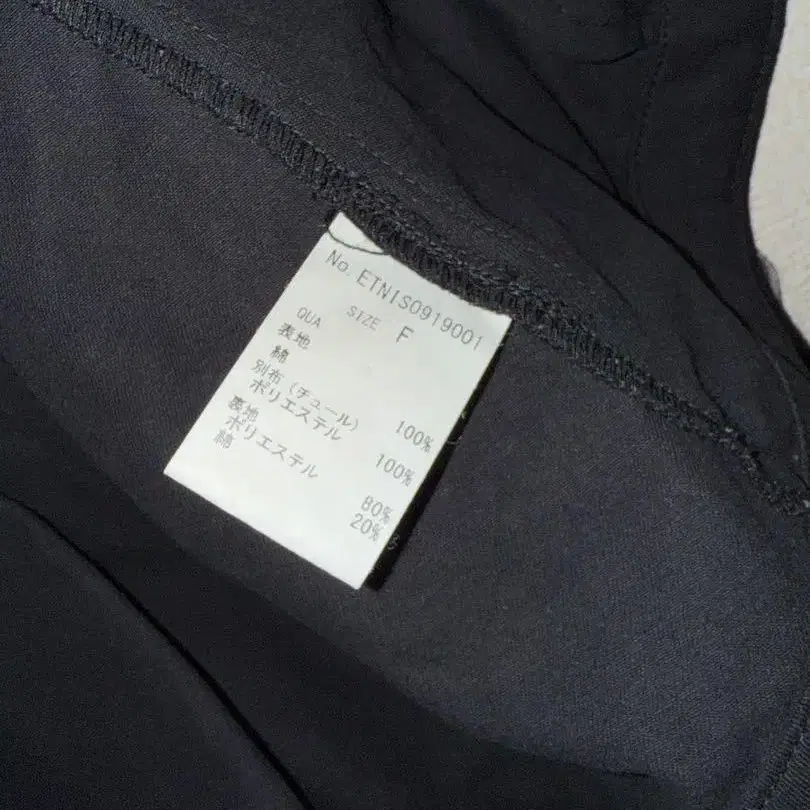 No. ETNIS0919001
SIZE F
QUA
表地
綿 100%
別布(チュール)
ポリエステル 100%
裏地
ポリエステル 80%
綿 20%